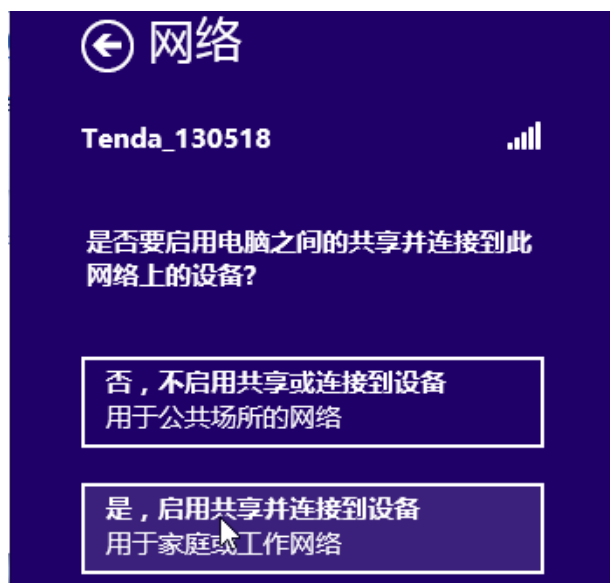 网络
Tenda_130518
是否要启用电脑之间的共享并连接到此
网络上的设备?
否，不启用共享或连接到设备
用于公共场所的网络
是，启用共享并连接到设备
用于家庭或工作网络